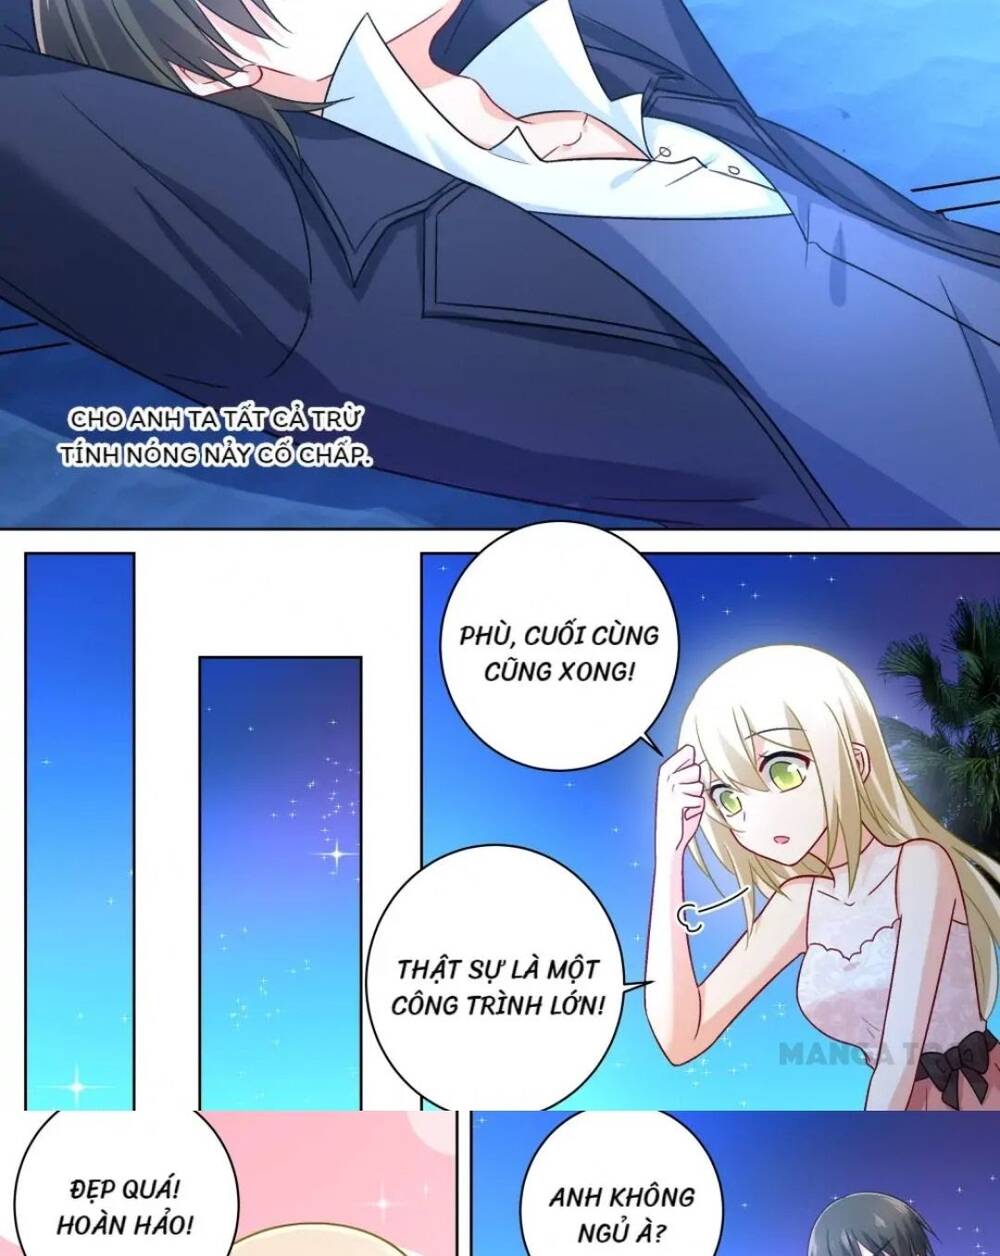 CHO ANH TA TẤT CẢ TRỪ
TÍNH NÓNG NẢY CỐ CHẤP.
PHÙ, CUỐI CÙNG
CŨNG XONG!
THẬT SỰ LÀ MỘT
CÔNG TRÌNH LỚN!
MANGA T
ĐẸP QUÁ!
HOÀN HẢO!
ANH KHÔNG
NGỦ À?